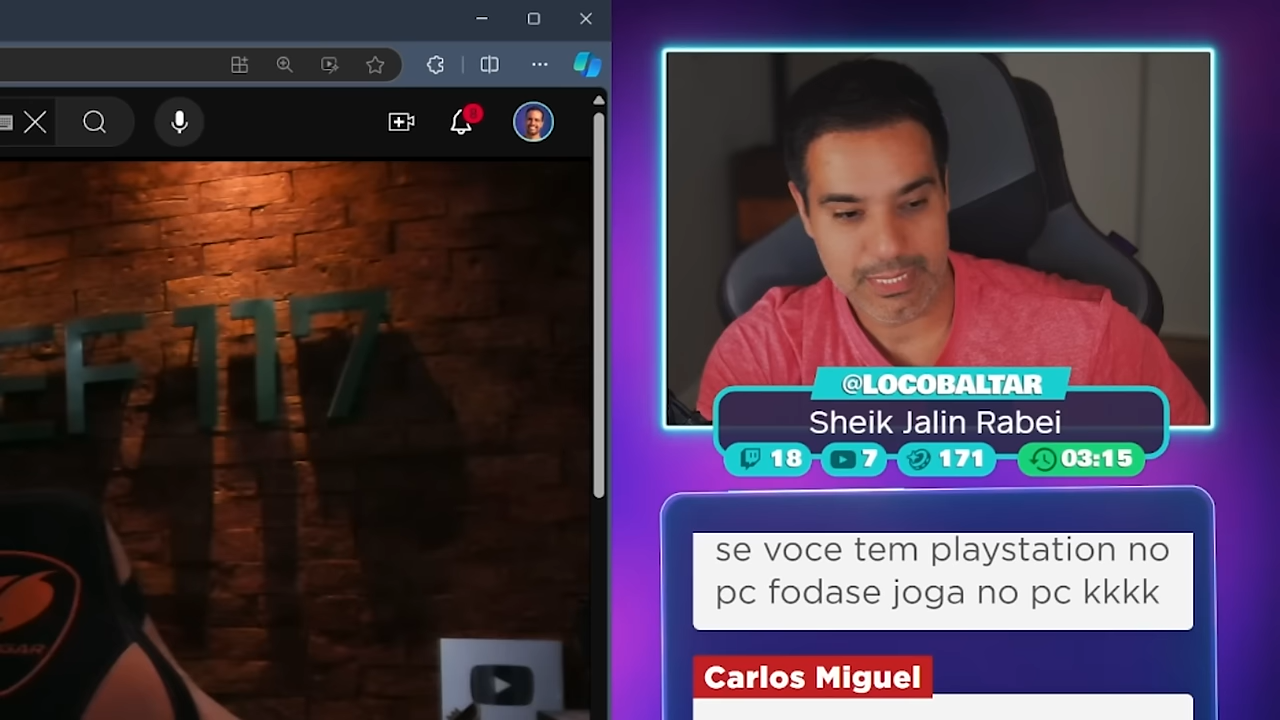 @LOCOBALTAR
Sheik Jalin Rabei
18 7 171 03:15
se voce tem playstation no
pc fodase joga no pc kkkk
Carlos Miguel
F117